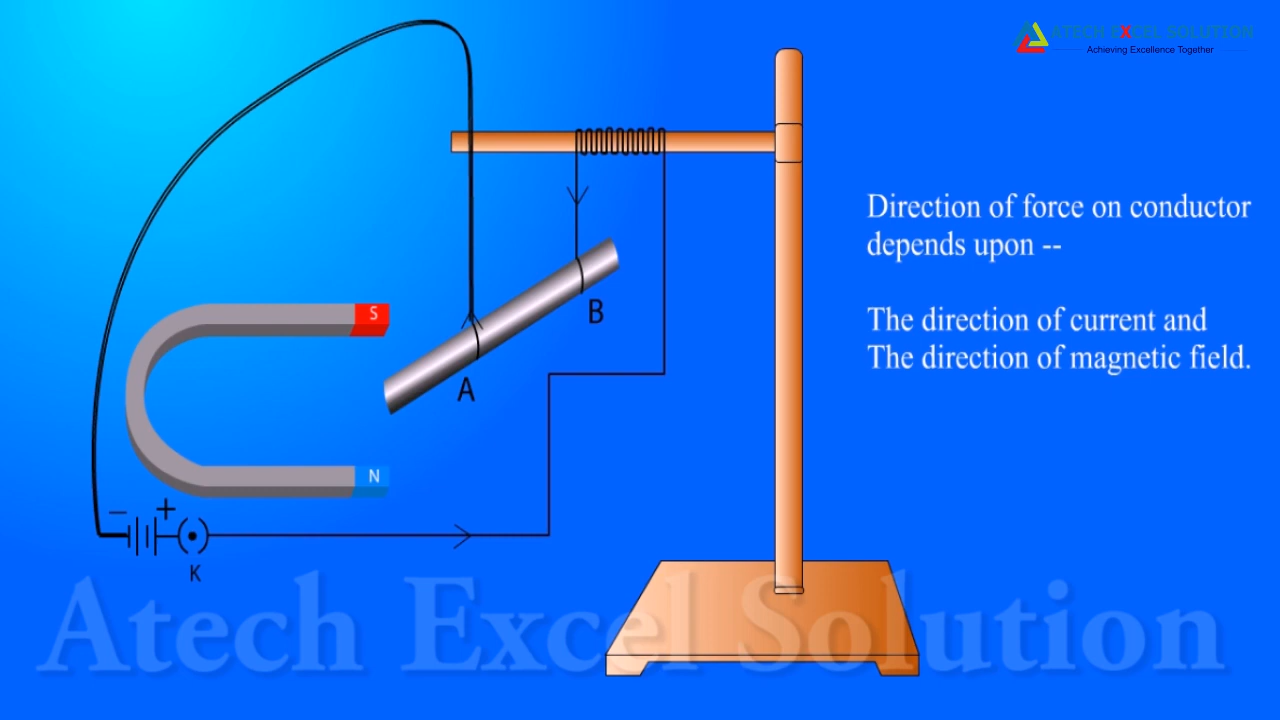 ATECH EXCEL SOLUTION
Achieving Excellence Together
Direction of force on conductor
depends upon --
The direction of current and
The direction of magnetic field.
S
B
A
N
− +
K
Atech Excel Solution